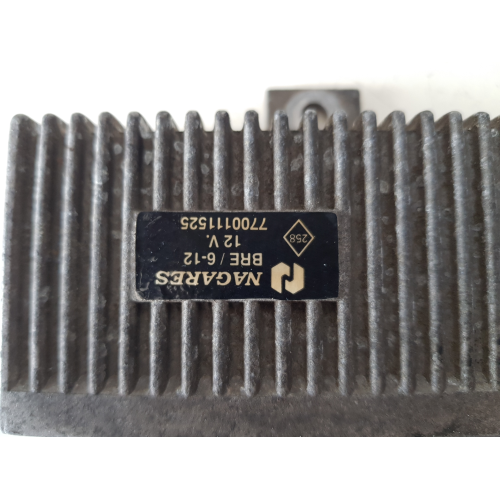 NAGARES
BRE / 6-12
12 V.
7700111525
258